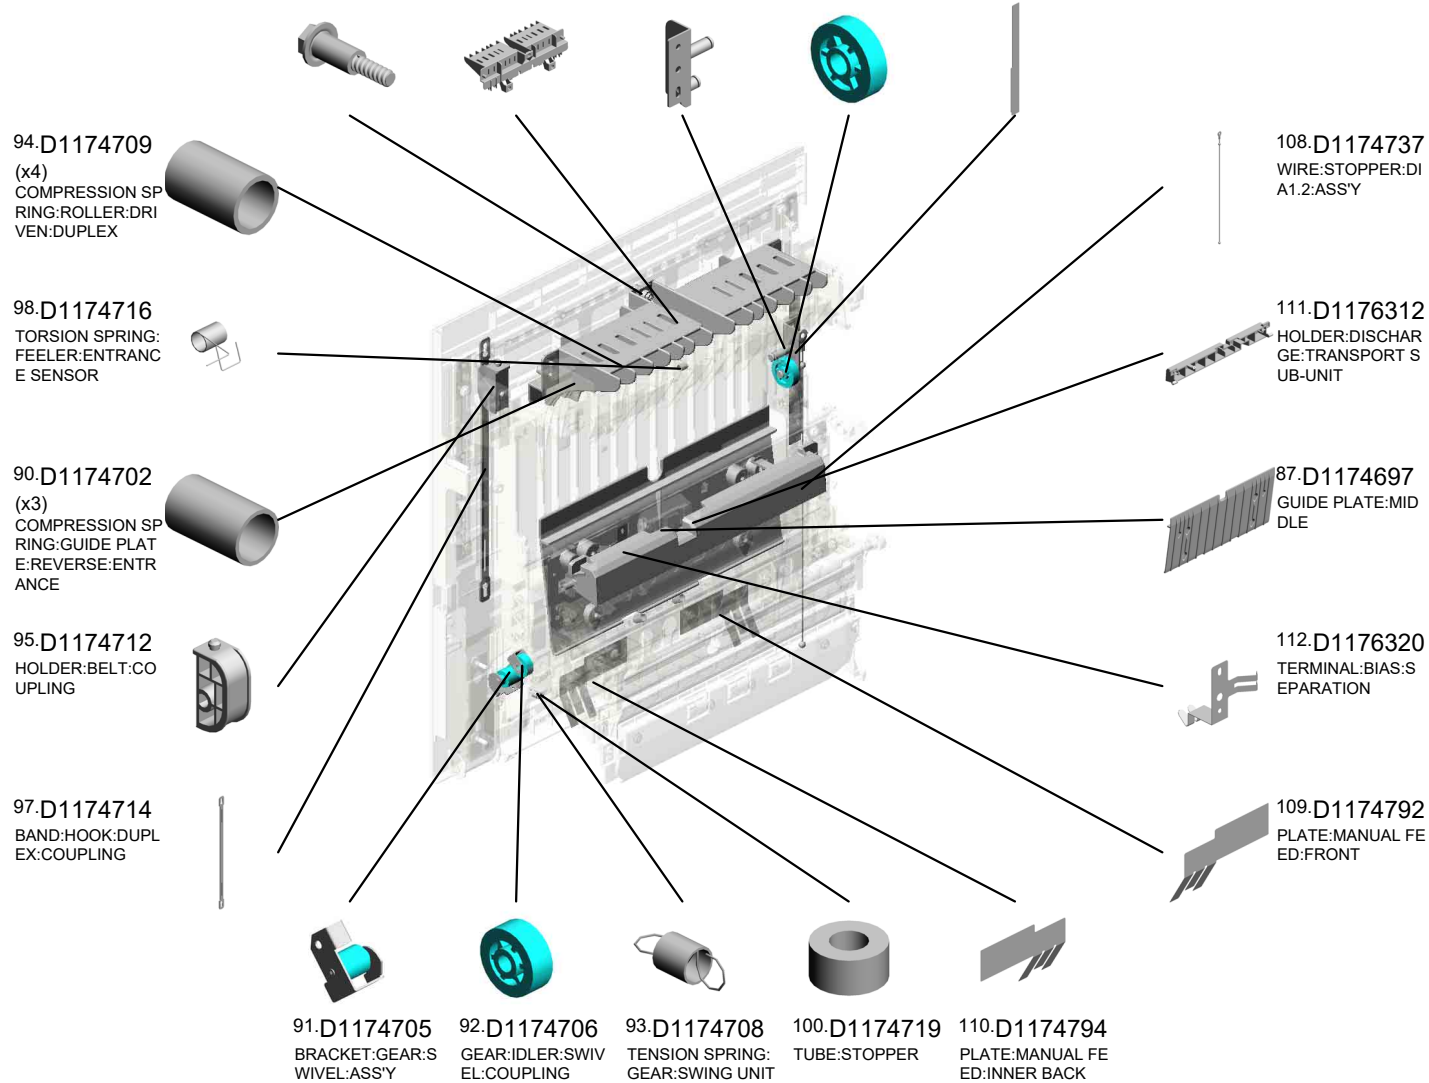 94.D1174709
(x4)
COMPRESSION SP
RING:ROLLER:DRI
VEN:DUPLEX
98.D1174716
TORSION SPRING:
FEELER:ENTRANC
E SENSOR
90.D1174702
(x3)
COMPRESSION SP
RING:GUIDE PLAT
E:REVERSE:ENTR
ANCE
95.D1174712
HOLDER:BELT:CO
UPLING
97.D1174714
BAND:HOOK:DUPL
EX:COUPLING
108.D1174737
WIRE:STOPPER:DI
A1.2:ASS'Y
111.D1176312
HOLDER:DISCHAR
GE:TRANSPORT S
UB-UNIT
87.D1174697
GUIDE PLATE:MID
DLE
112.D1176320
TERMINAL:BIAS:S
EPARATION
109.D1174792
PLATE:MANUAL FE
ED:FRONT
91.D1174705
BRACKET:GEAR:S
WIVEL:ASS'Y
92.D1174706
GEAR:IDLER:SWIV
EL:COUPLING
93.D1174708
TENSION SPRING:
GEAR:SWING UNIT
100.D1174719
TUBE:STOPPER
110.D1174794
PLATE:MANUAL FE
ED:INNER BACK